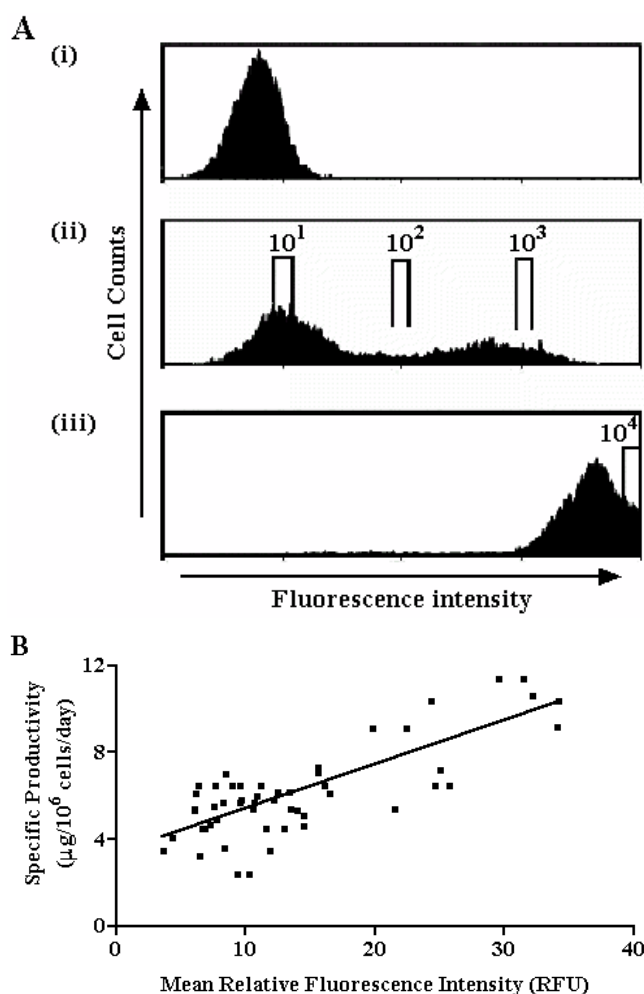 A
(i)
(ii)
10¹ 10² 10³
(iii)
10⁴
Cell Counts
Fluorescence intensity
B
12
8
4
0
Specific Productivity
(µg/10⁶ cells/day)
0 10 20 30 40
Mean Relative Fluorescence Intensity (RFU)